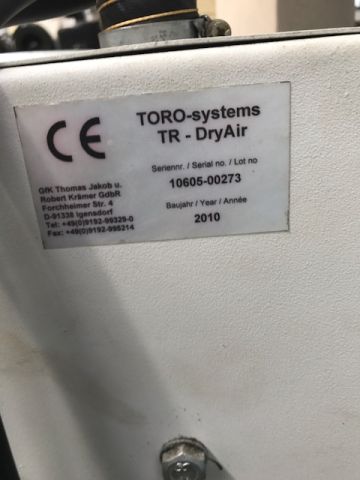 CE
TORO-systems
TR - DryAir
Seriennr. / Serial no. / Lot no
10605-00273
Baujahr / Year / Année
2010
GfK Thomas Jakob u.
Robert Krämer GdbR
Forchheimer Str. 4
D-91338 Igensdorf
Tel: +49(0)9192-99329-0
Fax: +49(0)9192-995214